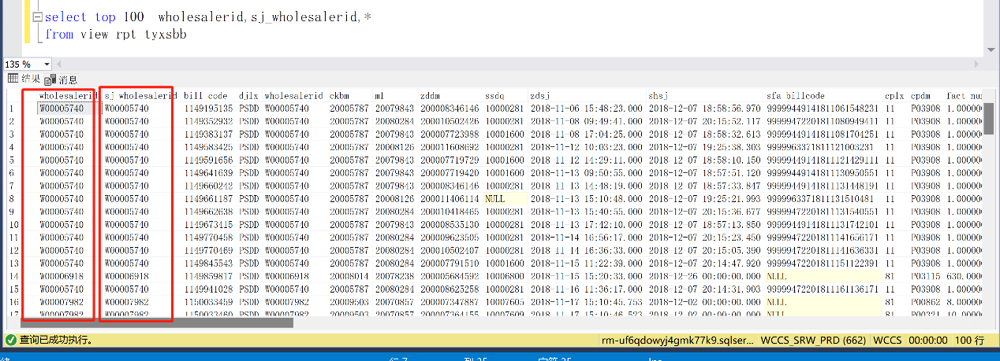 select top 100  wholesalerid,sj_wholesalerid,*
from view_rpt_tyxsbb
135 %
结果 消息
wholesalerid sj_wholesalerid bill_code djlx wholesalerid ckbm ml zddm ssdq zdsj shsj sfa_billcode cplx cpdm fact_nu
1 W00005740 W00005740 1149195135 PSDD W00005740 20005787 20079843 200008346146 10000281 2018-11-06 15:48:23.000 2018-12-07 18:58:56.970 99999449141811061548231 11 P03908 1.000000
2 W00005740 W00005740 1149352932 PSDD W00005740 20005787 20080284 200010502426 10000281 2018-11-08 09:49:41.000 2018-12-07 20:15:52.117 99999472201811080949411 11 P03908 1.000000
3 W00005740 W00005740 1149383137 PSDD W00005740 20005787 20079843 200007723988 10001600 2018-11-08 17:04:25.000 2018-12-07 18:58:32.613 99999449141811081704251 11 P03908 1.000000
4 W00005740 W00005740 1149583425 PSDD W00005740 20005787 20008126 200011608692 10000281 2018-11-12 10:03:23.000 2018-12-07 19:25:38.303 9999963371811121003231 11 P03908 1.000000
5 W00005740 W00005740 1149591656 PSDD W00005740 20005787 20079843 200007719729 10001600 2018-11-12 14:29:11.000 2018-12-07 18:58:10.150 99999449141811121429111 11 P03908 1.000000
6 W00005740 W00005740 1149641639 PSDD W00005740 20005787 20079843 200007719420 10001600 2018-11-13 09:50:55.000 2018-12-07 18:57:51.120 99999449141811130950551 11 P03908 1.000000
7 W00005740 W00005740 1149660242 PSDD W00005740 20005787 20079843 200008346146 10000281 2018-11-13 14:48:19.000 2018-12-07 18:57:33.847 99999449141811131448191 11 P03908 1.000000
8 W00005740 W00005740 1149661187 PSDD W00005740 20005787 20008126 200011406114 NULL 2018-11-13 15:10:48.000 2018-12-07 19:25:21.993 9999963371811131510481 11 P03908 1.000000
9 W00005740 W00005740 1149662638 PSDD W00005740 20005787 20080284 200010418465 10000281 2018-11-13 15:40:55.000 2018-12-07 20:15:36.677 99999472201811131540551 11 P03908 1.000000
10 W00005740 W00005740 1149673415 PSDD W00005740 20005787 20079843 200008535130 10000281 2018-11-13 17:42:10.000 2018-12-07 18:57:13.850 99999449141811131742101 11 P03908 1.000000
11 W00005740 W00005740 1149770458 PSDD W00005740 20005787 20080284 200009623505 10000281 2018-11-14 16:56:17.000 2018-12-07 20:15:23.450 99999472201811141656171 11 P03908 1.000000
12 W00005740 W00005740 1149770469 PSDD W00005740 20005787 20080284 200010502407 10000281 2018-11-14 16:36:33.000 2018-12-07 20:15:05.390 99999472201811141636331 11 P03908 1.000000
13 W00005740 W00005740 1149845543 PSDD W00005740 20005787 20080284 200007791510 10001600 2018-11-15 11:22:39.000 2018-12-07 20:14:47.920 99999472201811151122391 11 P03908 1.000000
14 W00006918 W00006918 1149859817 PSDD W00006918 20008014 20078238 200005684592 10006800 2018-11-15 15:20:33.000 2018-12-26 00:00:00.000 NULL 81 P03115 630.0000
15 W00005740 W00005740 1149941028 PSDD W00005740 20005787 20080284 200008625258 10000281 2018-11-16 11:36:17.000 2018-12-07 20:14:31.903 99999472201811161136171 11 P03908 1.000000
16 W00007982 W00007982 1150033459 PSDD W00007982 20009503 20070857 200007347887 10007605 2018-11-17 15:10:45.753 2018-12-02 00:00:00.000 NULL 81 P00862 8.000000
17 W00007982 W00007982 1150033460 PSDD W00007982 20009503 20070857 200007364155 10007609 2018-11-17 15:10:46.523 2018-12-02 00:00:00.000 NULL 81 P00321 10.00000
查询已成功执行。 rm-uf6qdowyj4gmk77k9.sqlser... WCCS_SRW_PRD (662) WCCS 00:00:00 100 行